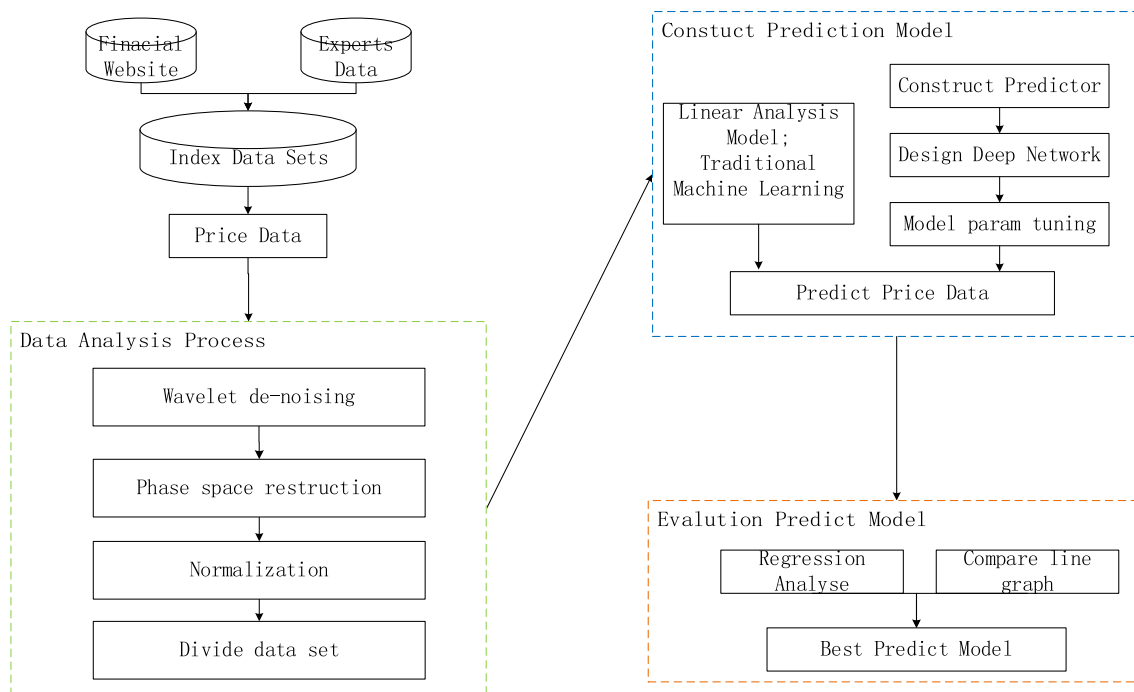 Finacial
Website
Experts
Data
Index Data Sets
Price Data
Data Analysis Process
Wavelet de-noising
Phase space restruction
Normalization
Divide data set
Constuct Prediction Model
Linear Analysis
Model;
Traditional
Machine Learning
Construct Predictor
Design Deep Network
Model param tuning
Predict Price Data
Evalution Predict Model
Regression
Analyse
Compare line
graph
Best Predict Model